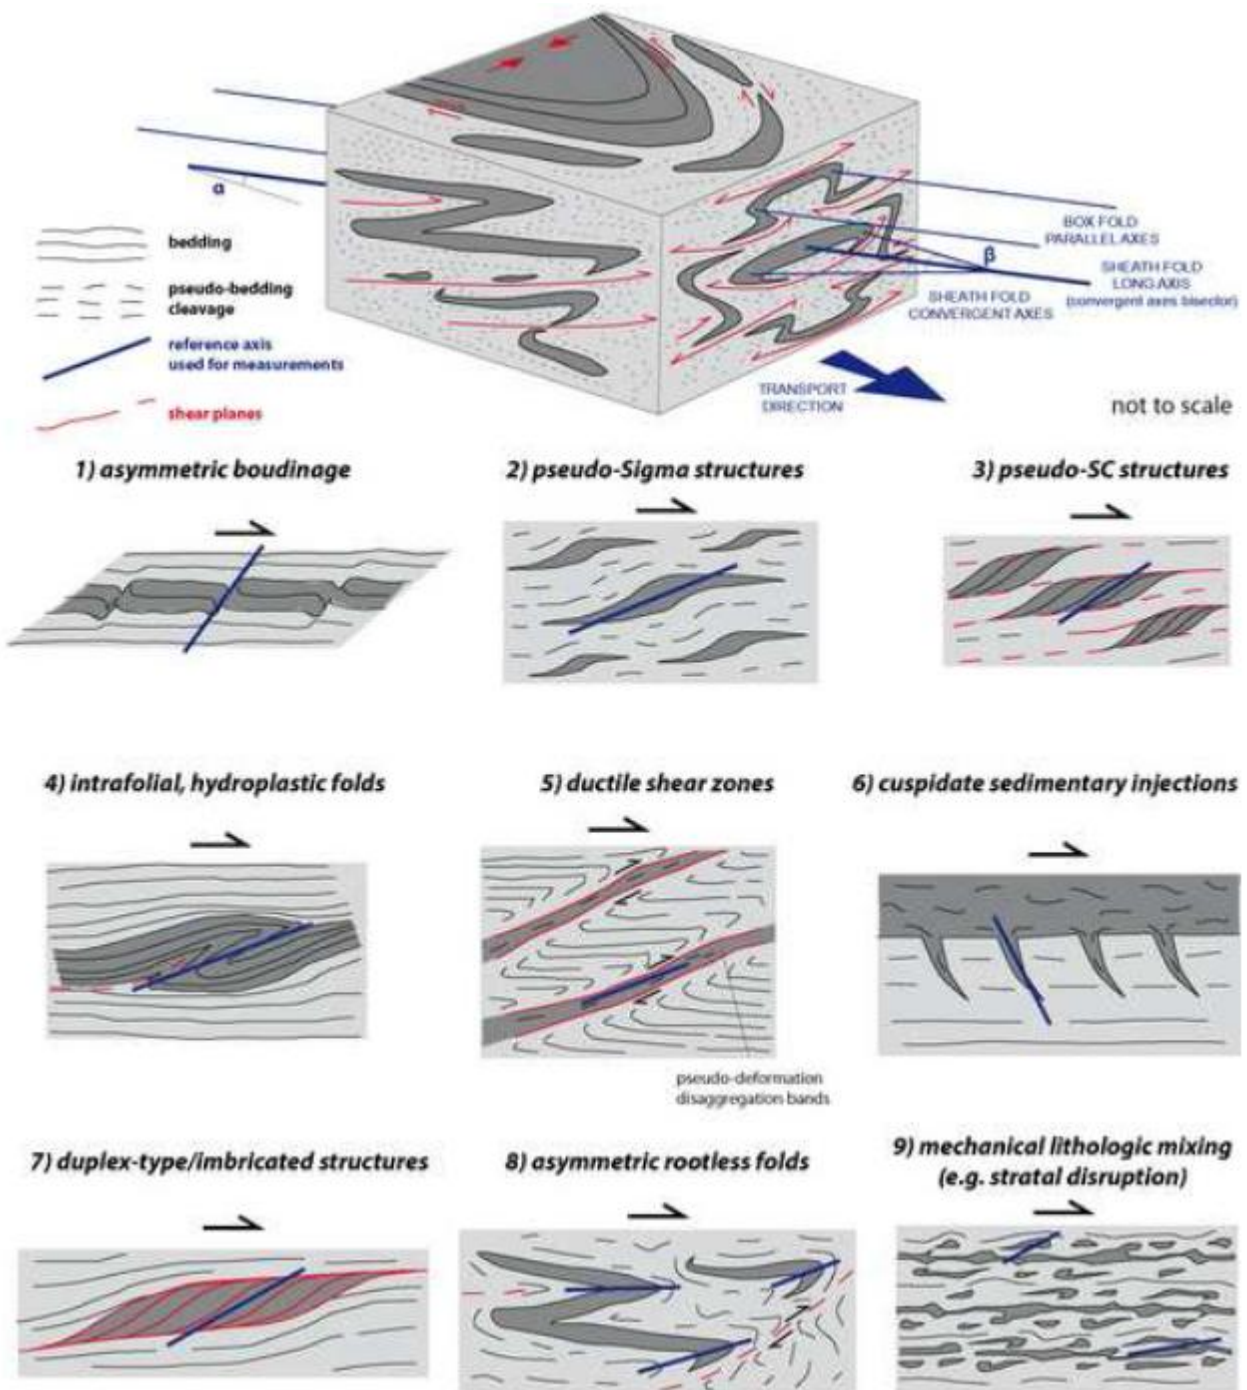 α
bedding
pseudo-bedding
cleavage
reference axis
used for measurements
shear planes
BOX FOLD
PARALLEL AXES
β
SHEATH FOLD
LONG AXIS
(convergent axes bisector)
SHEATH FOLD
CONVERGENT AXES
TRANSPORT
DIRECTION
not to scale
1) asymmetric boudinage
2) pseudo-Sigma structures
3) pseudo-SC structures
4) intrafolial, hydroplastic folds
5) ductile shear zones
6) cuspidate sedimentary injections
pseudo-deformation
disaggregation bands
7) duplex-type/imbricated structures
8) asymmetric rootless folds
9) mechanical lithologic mixing
(e.g. stratal disruption)